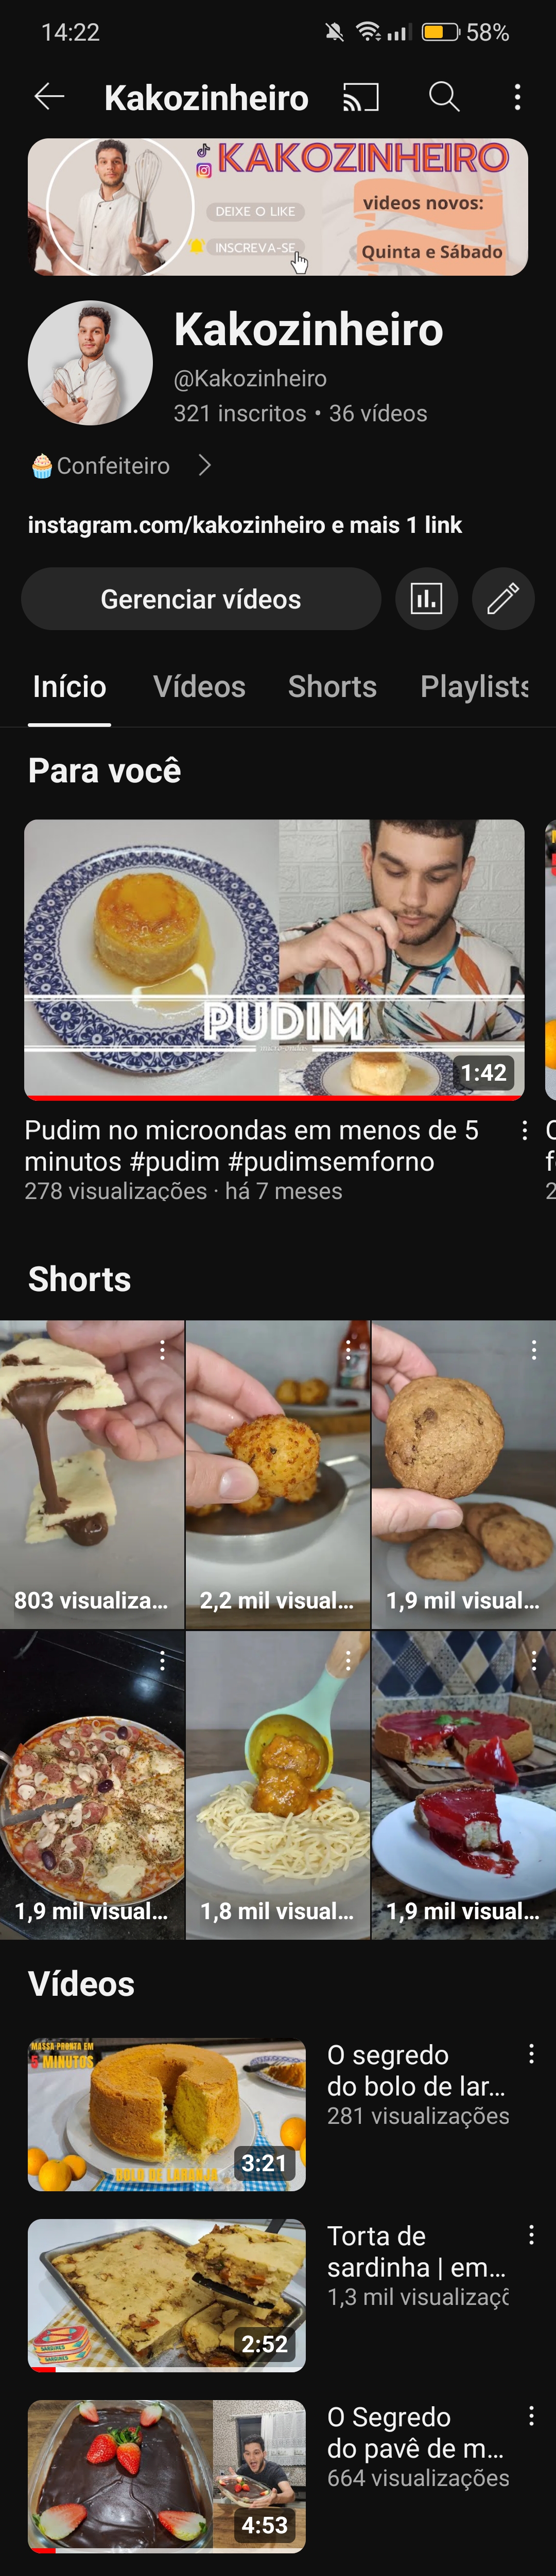 14:22
58%
Kakozinheiro
KAKOZINHEIRO
DEIXE O LIKE
videos novos:
INSCREVA-SE
Quinta e Sábado
Kakozinheiro
@Kakozinheiro
321 inscritos • 36 vídeos
🧁Confeiteiro
instagram.com/kakozinheiro e mais 1 link
Gerenciar vídeos
Início Vídeos Shorts Playlists
Para você
PUDIM
1:42
Pudim no microondas em menos de 5
minutos #pudim #pudimsemforno
278 visualizações · há 7 meses
Shorts
803 visualiza...
2,2 mil visual...
1,9 mil visual...
1,9 mil visual...
1,8 mil visual...
1,9 mil visual...
Vídeos
MASSA PRONTA EM
5 MINUTOS
BOLO DE LARANJA
3:21
O segredo
do bolo de lar...
281 visualizações
SARDINES
2:52
Torta de
sardinha | em...
1,3 mil visualizaç
4:53
O Segredo
do pavê de m...
664 visualizações